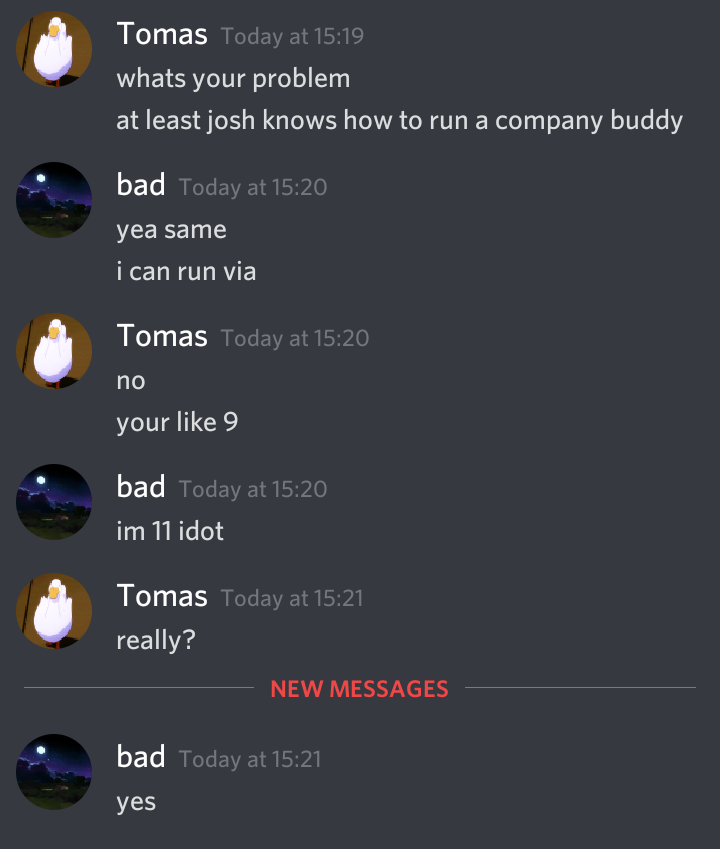 Tomas Today at 15:19
whats your problem
at least josh knows how to run a company buddy
bad Today at 15:20
yea same
i can run via
Tomas Today at 15:20
no
your like 9
bad Today at 15:20
im 11 idot
Tomas Today at 15:21
really?
NEW MESSAGES
bad Today at 15:21
yes